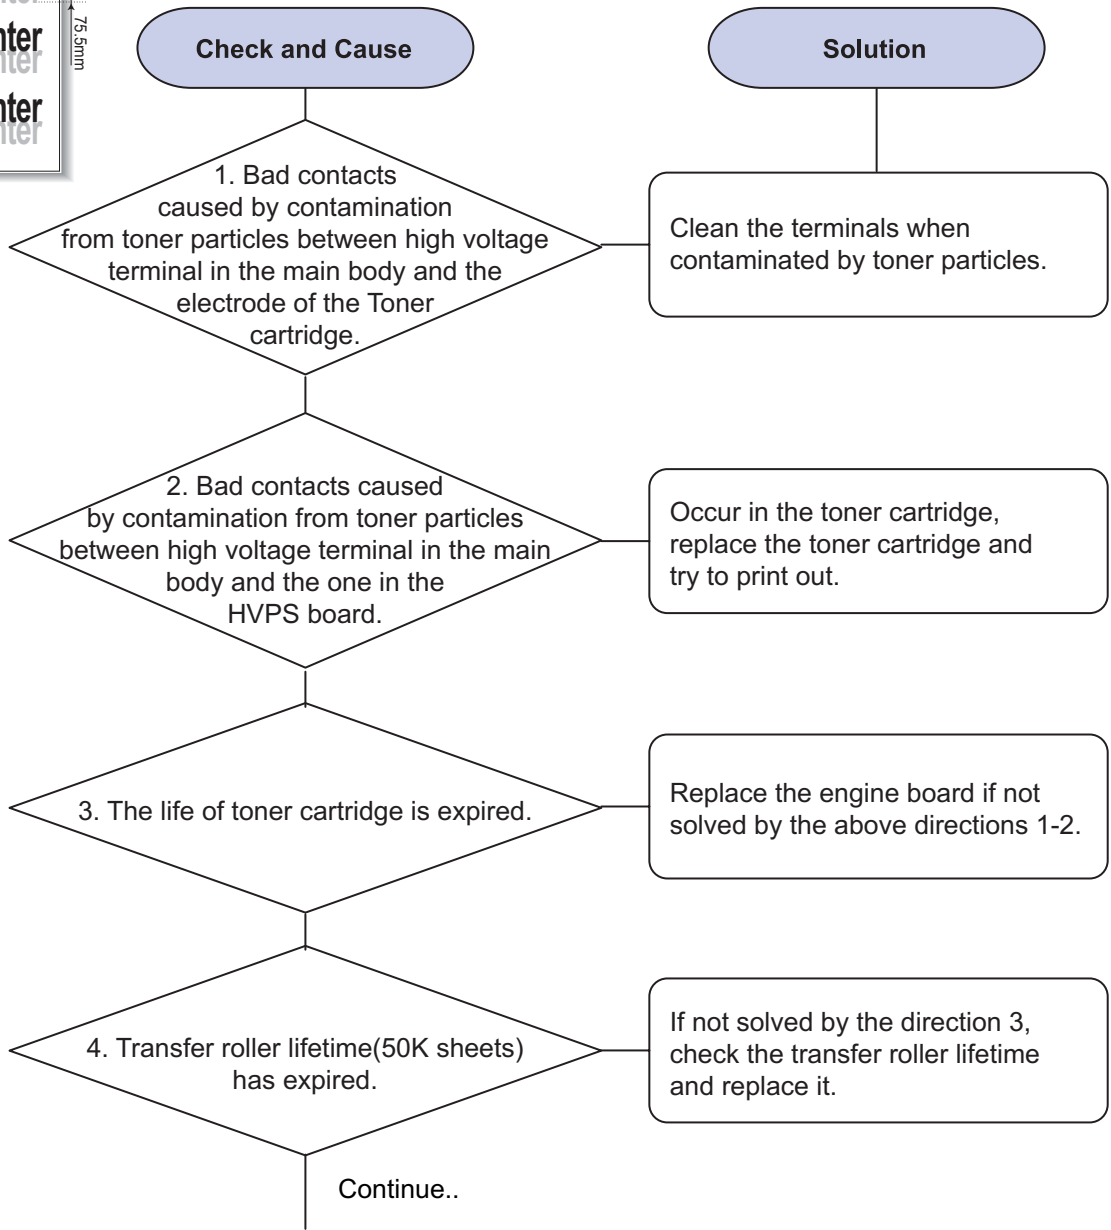 75.5mm
nter
nter
nter
nter
Check and Cause
Solution
1. Bad contacts
caused by contamination
from toner particles between high voltage
terminal in the main body and the
electrode of the Toner
cartridge.
Clean the terminals when
contaminated by toner particles.
2. Bad contacts caused
by contamination from toner particles
between high voltage terminal in the main
body and the one in the
HVPS board.
Occur in the toner cartridge,
replace the toner cartridge and
try to print out.
3. The life of toner cartridge is expired.
Replace the engine board if not
solved by the above directions 1-2.
4. Transfer roller lifetime(50K sheets)
has expired.
If not solved by the direction 3,
check the transfer roller lifetime
and replace it.
Continue..